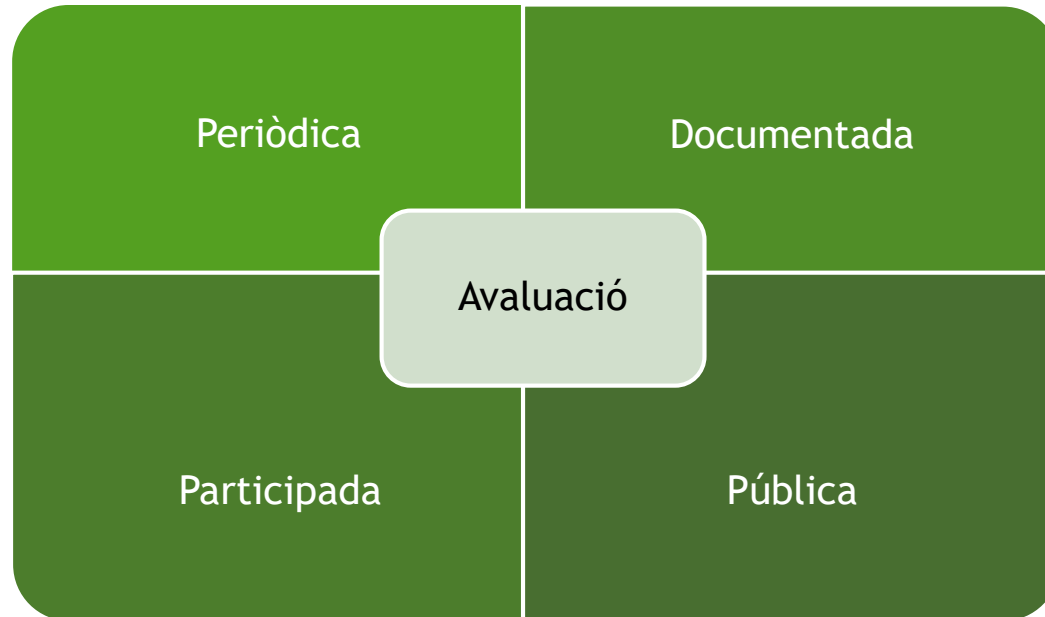 Periòdica
Documentada
Avaluació
Participada
Pública